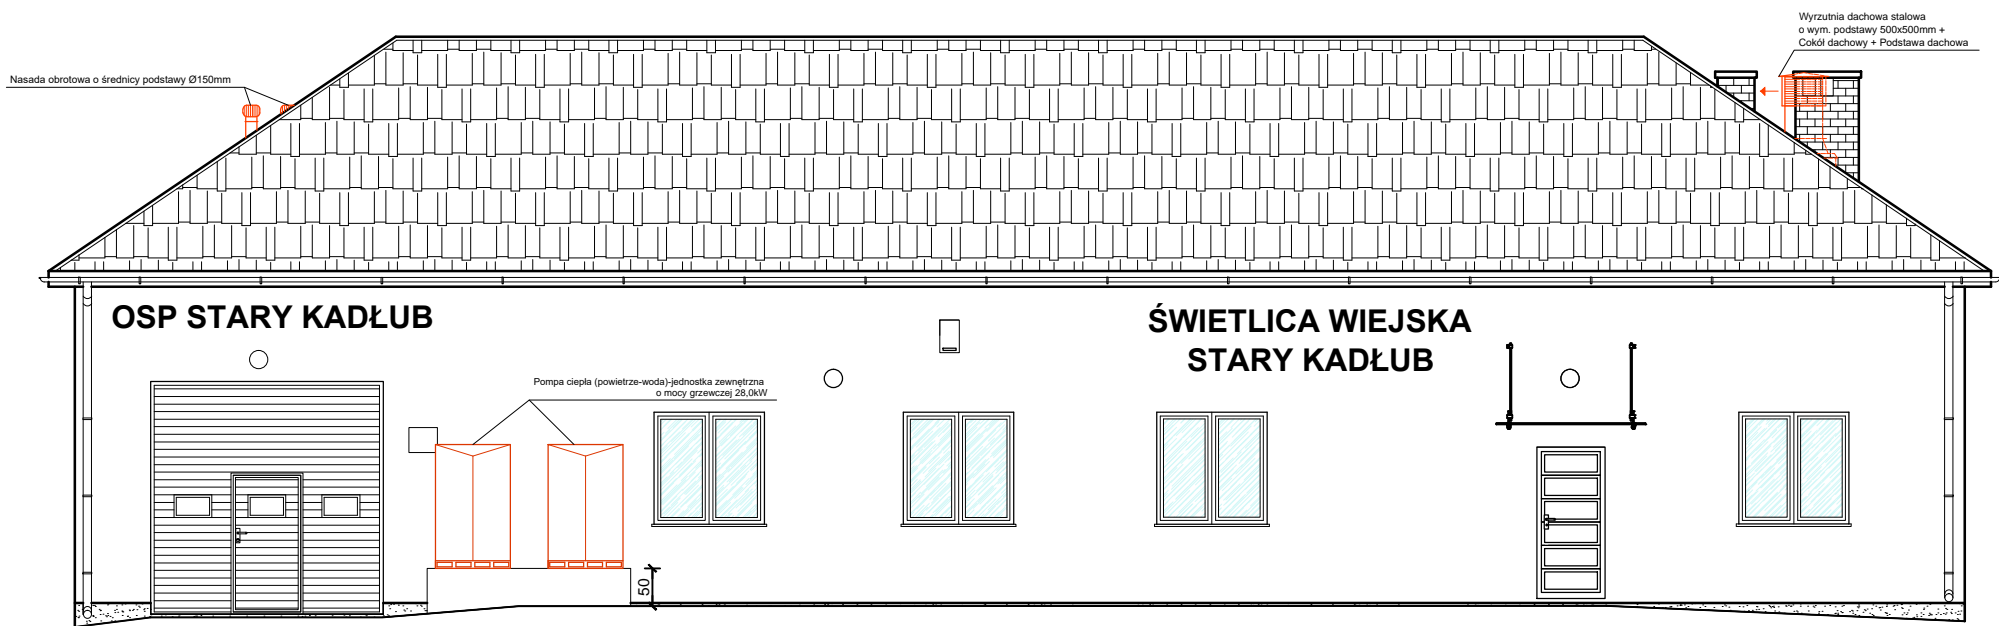 Wyrzutnia dachowa stalowa
o wym. podstawy 500x500mm +
Cokół dachowy + Podstawa dachowa
Nasada obrotowa o średnicy podstawy Ø150mm
OSP STARY KADŁUB
ŚWIETLICA WIEJSKA
STARY KADŁUB
Pompa ciepła (powietrze-woda)-jednostka zewnętrzna
o mocy grzewczej 28,0kW
50